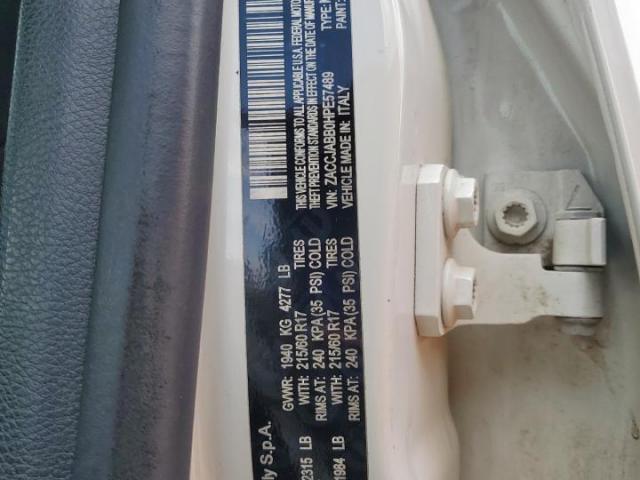 ly S.p.A.
GVWR: 1940 KG 4277 LB
2315 LB WITH: 215/60 R17 TIRES
RIMS AT: 240 KPA(35 PSI) COLD
1984 LB WITH: 215/60 R17 TIRES
RIMS AT: 240 KPA(35 PSI) COLD
THIS VEHICLE CONFORMS TO ALL APPLICABLE U.S.A. FEDERAL MOTOR
THEFT PREVENTION STANDARDS IN EFFECT ON THE DATE OF MANUF
VIN: ZACCJABB0HPE57489 TYPE:
VEHICLE MADE IN: ITALY PAINT: